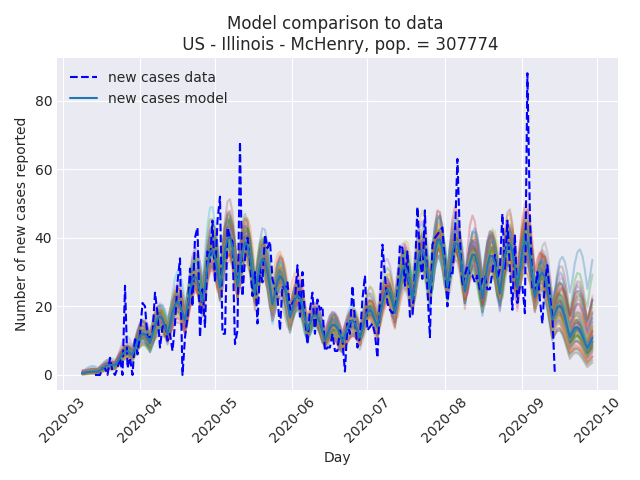 Model comparison to data
US - Illinois - McHenry, pop. = 307774
new cases data
new cases model
Number of new cases reported
80
60
40
20
0
2020-03
2020-04
2020-05
2020-06
2020-07
2020-08
2020-09
2020-10
Day